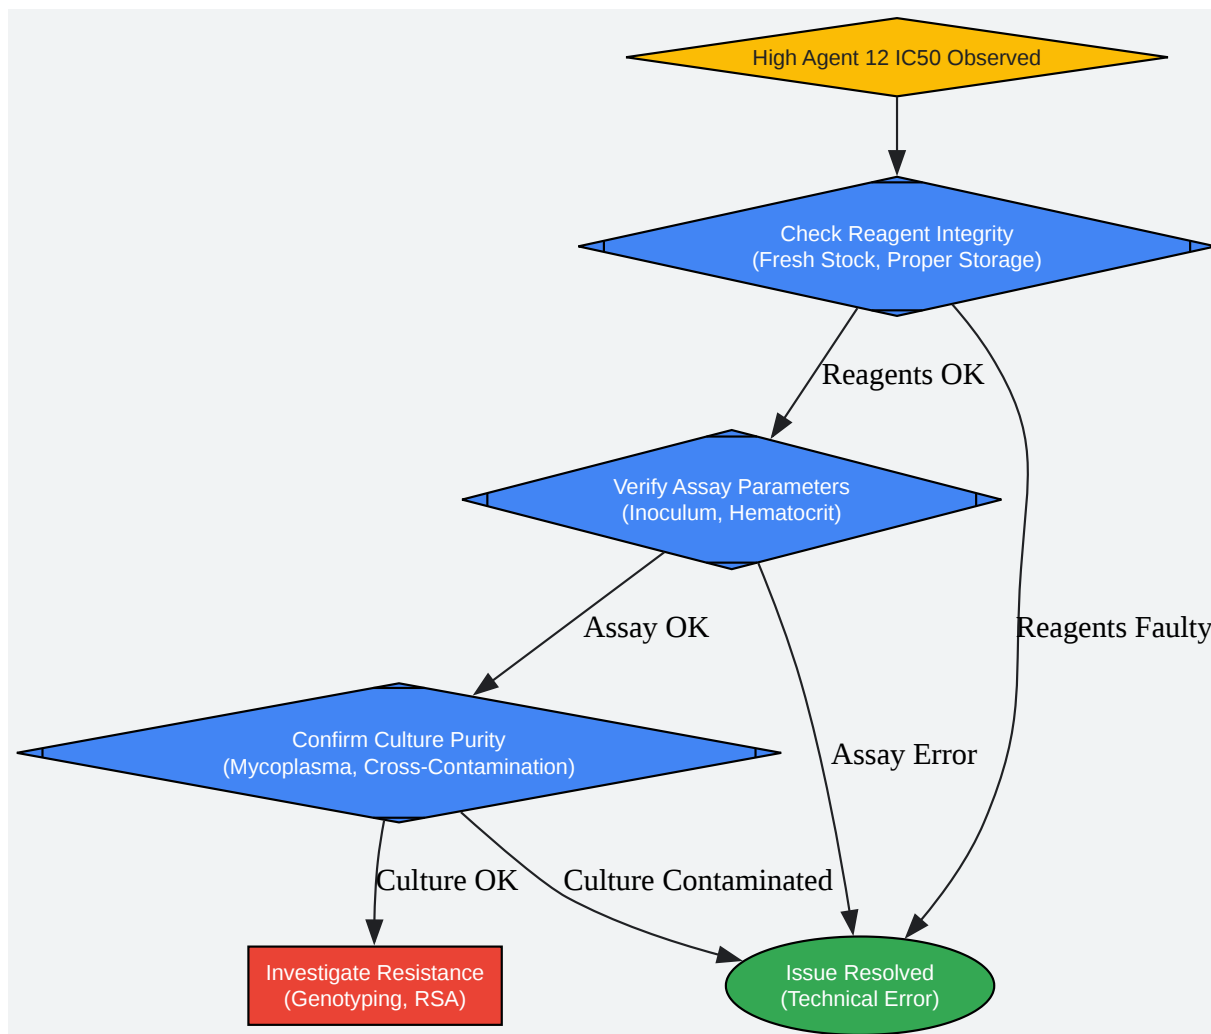 High Agent 12 IC50 Observed
Check Reagent Integrity
(Fresh Stock, Proper Storage)
Reagents OK
Verify Assay Parameters
(Inoculum, Hematocrit)
Assay OK
Reagents Faulty
Confirm Culture Purity
(Mycoplasma, Cross-Contamination)
Assay Error
Culture OK
Culture Contaminated
Investigate Resistance
(Genotyping, RSA)
Issue Resolved
(Technical Error)